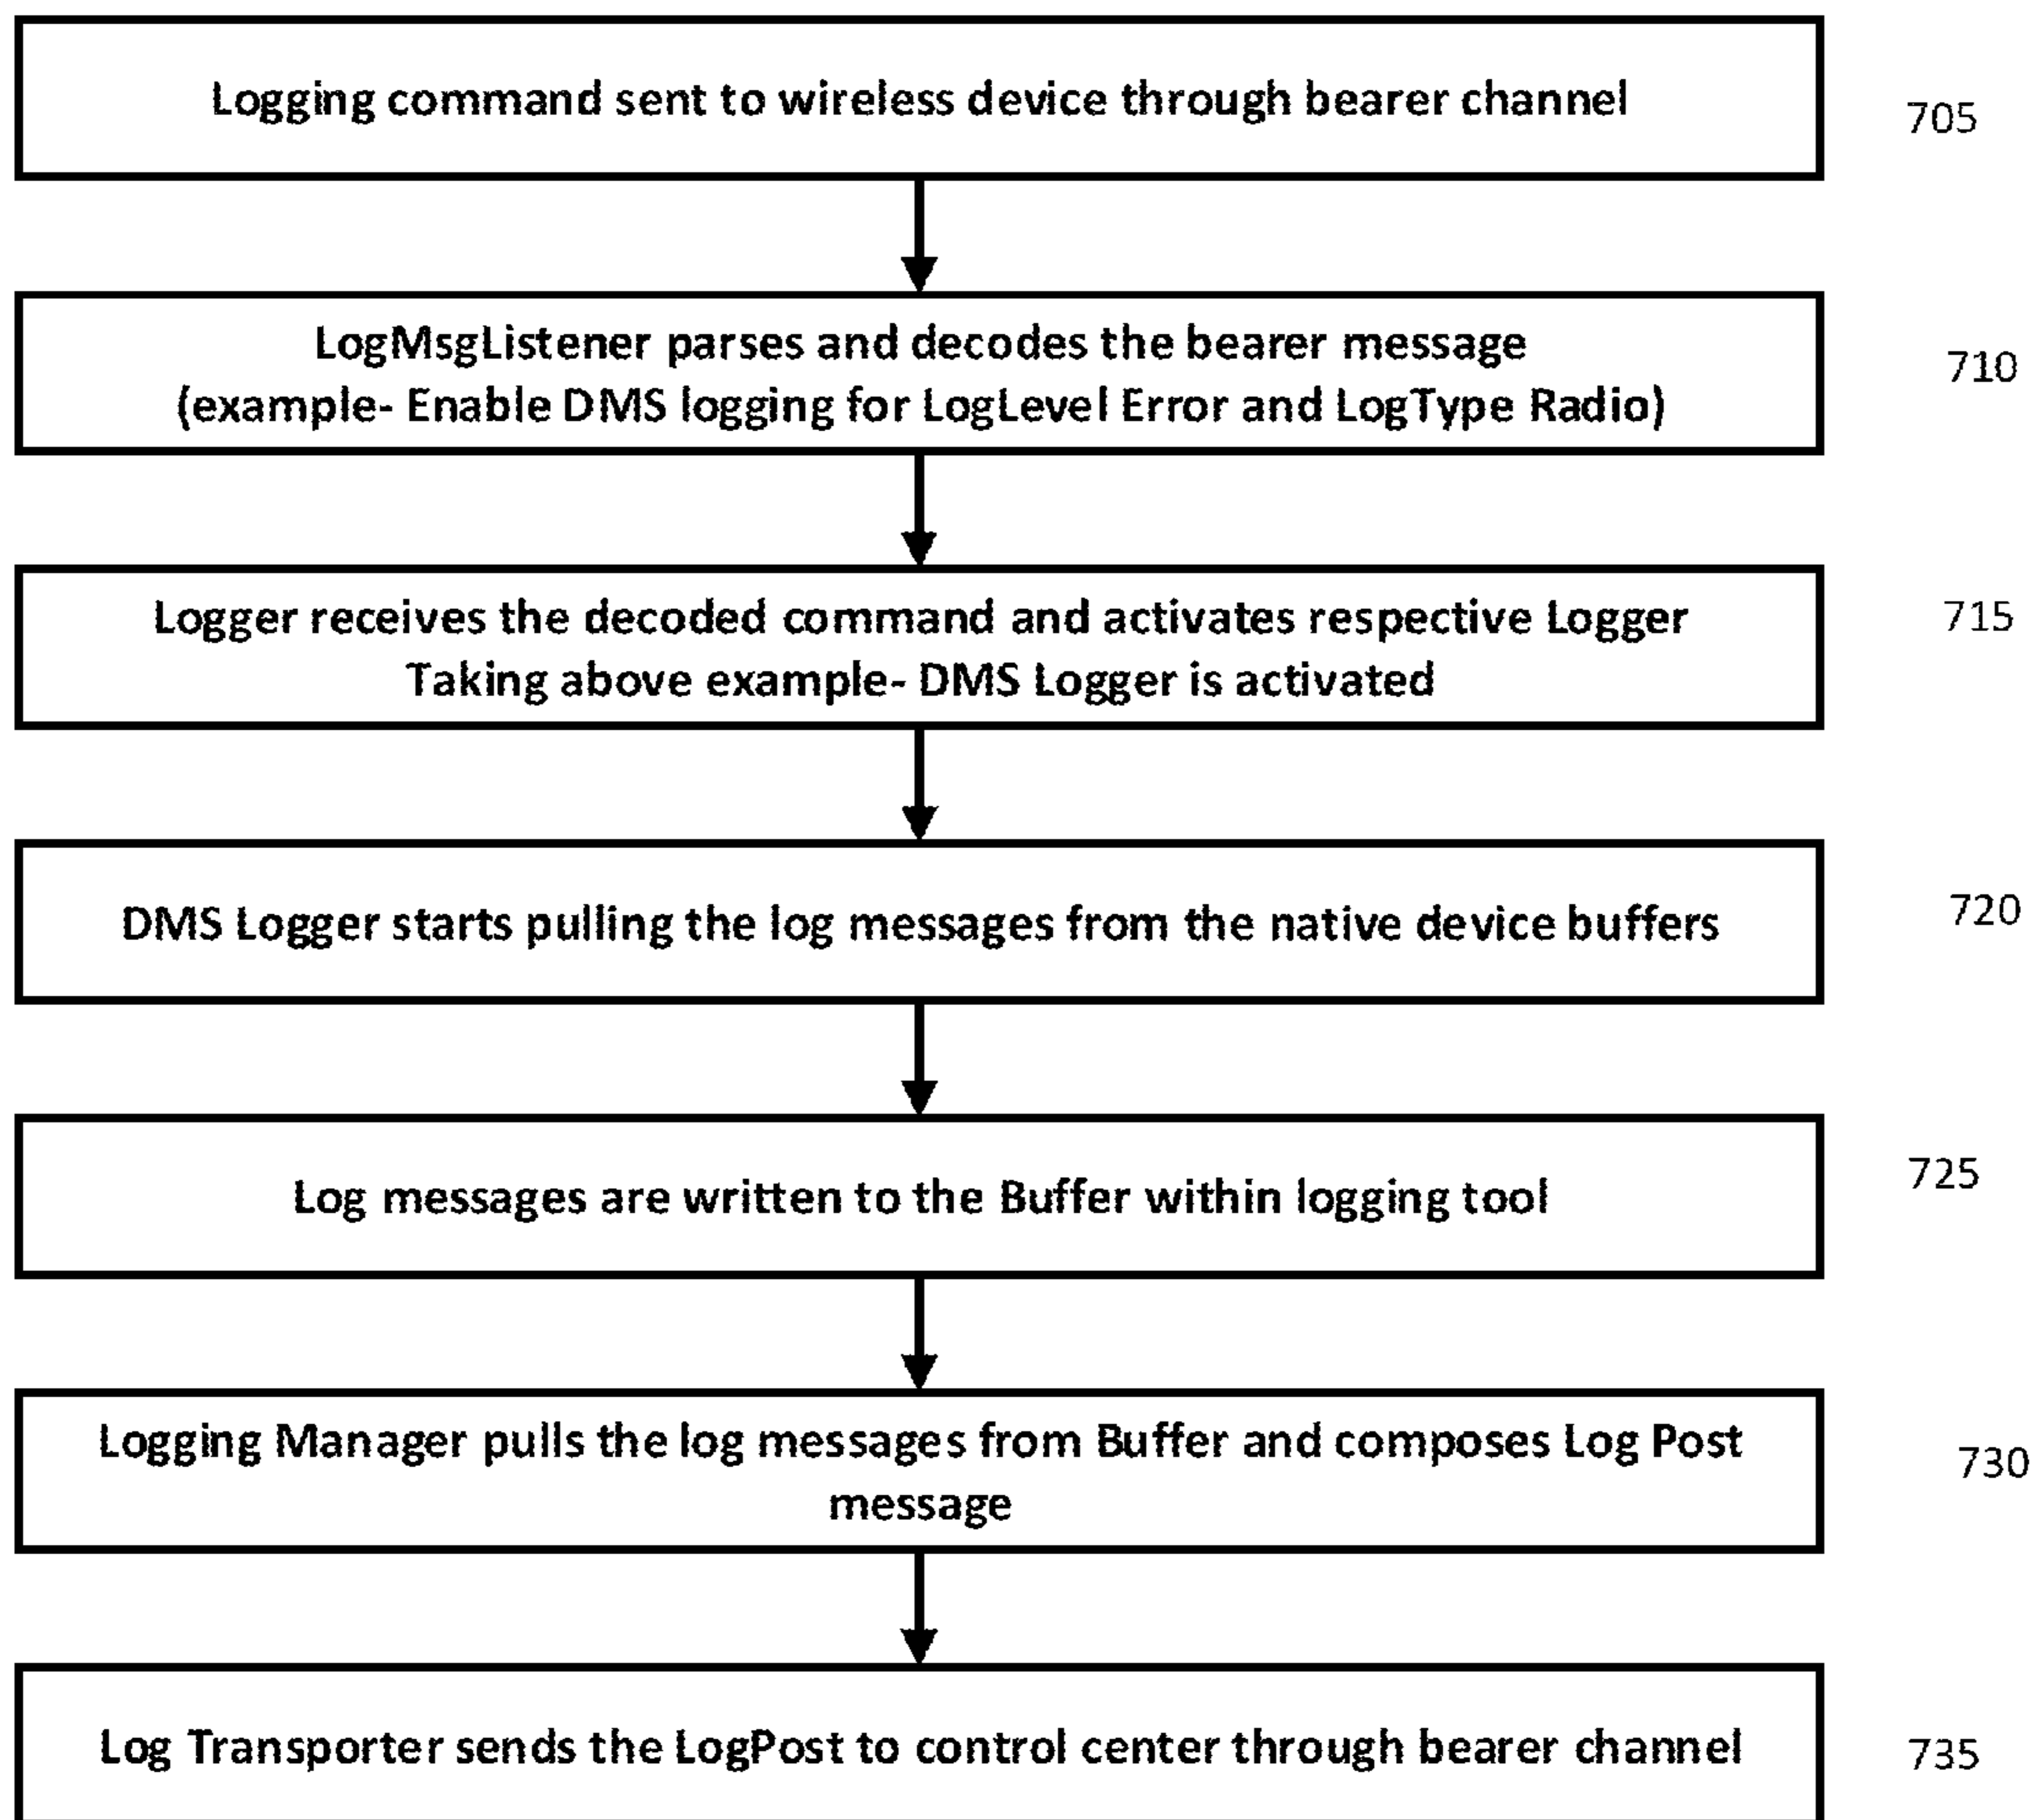 Logging command sent to wireless device through bearer channel
705
LogMsgListener parses and decodes the bearer message
(example- Enable DMS logging for LogLevel Error and LogType Radio)
710
Logger receives the decoded command and activates respective Logger
Taking above example- DMS Logger is activated
715
DMS Logger starts pulling the log messages from the native device buffers
720
Log messages are written to the Buffer within logging tool
725
Logging Manager pulls the log messages from Buffer and composes Log Post
message
730
Log Transporter sends the LogPost to control center through bearer channel
735